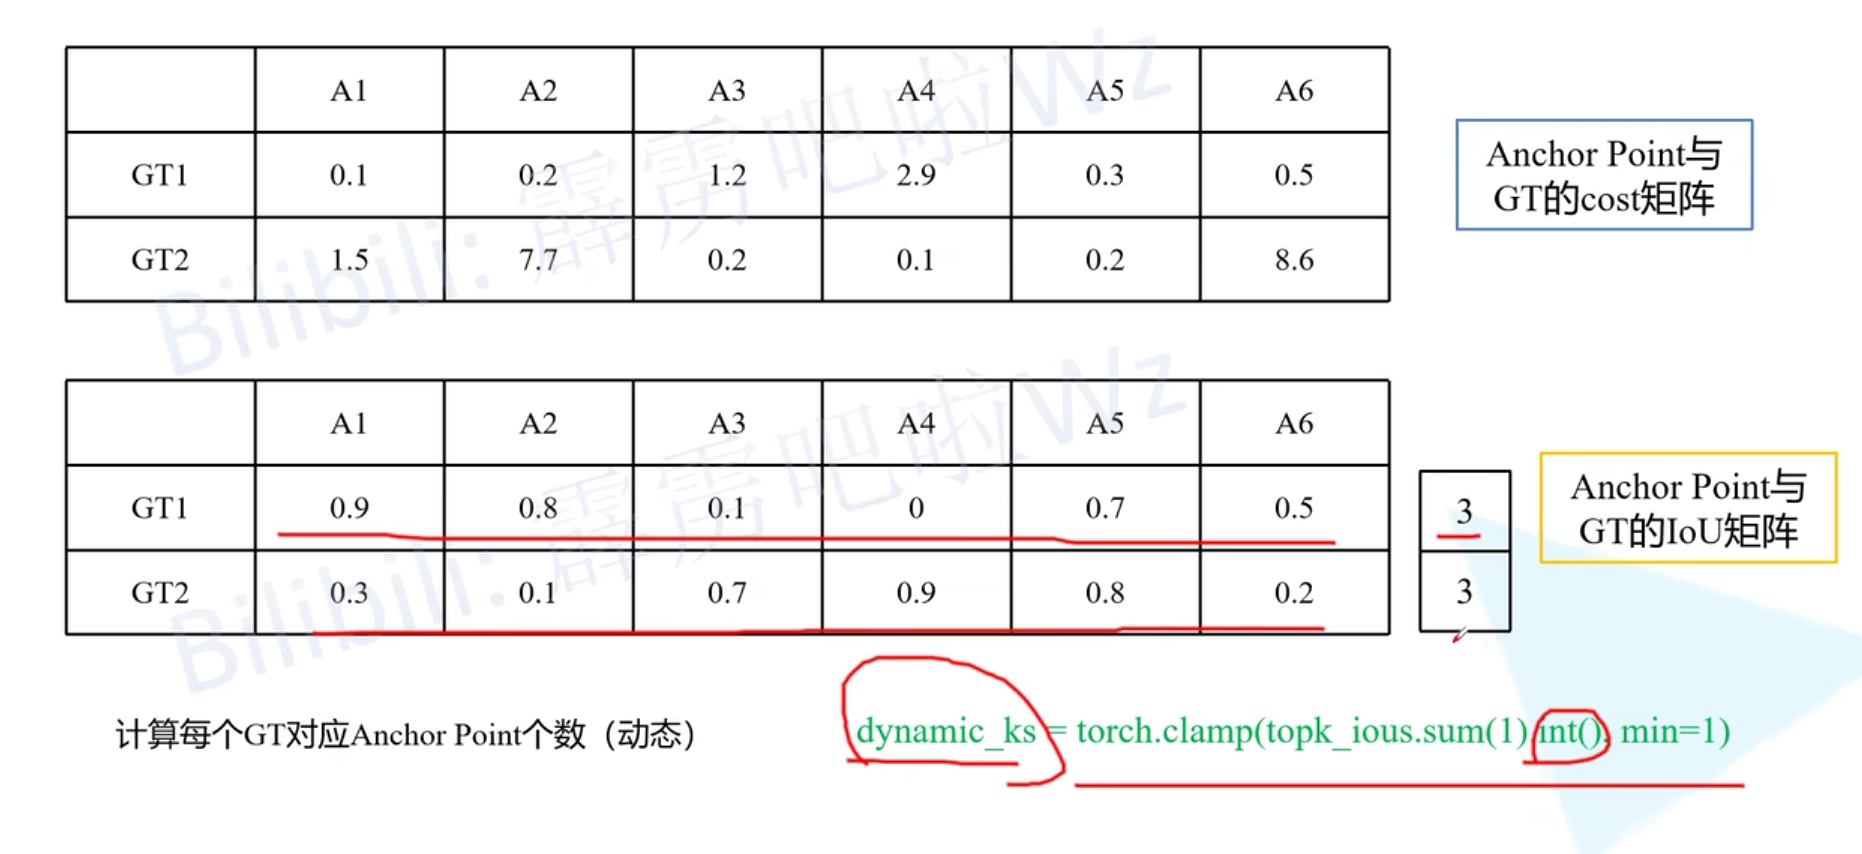 A1 A2 A3 A4 A5 A6
GT1 0.1 0.2 1.2 2.9 0.3 0.5
GT2 1.5 7.7 0.2 0.1 0.2 8.6
Anchor Point与
GT的cost矩阵
A1 A2 A3 A4 A5 A6
GT1 0.9 0.8 0.1 0 0.7 0.5 3
GT2 0.3 0.1 0.7 0.9 0.8 0.2 3
Anchor Point与
GT的IoU矩阵
计算每个GT对应Anchor Point个数（动态）
dynamic_ks = torch.clamp(topk_ious.sum(1).int(), min=1)
Bilibili: 霹雳吧啦Wz
Bilibili: 霹雳吧啦Wz